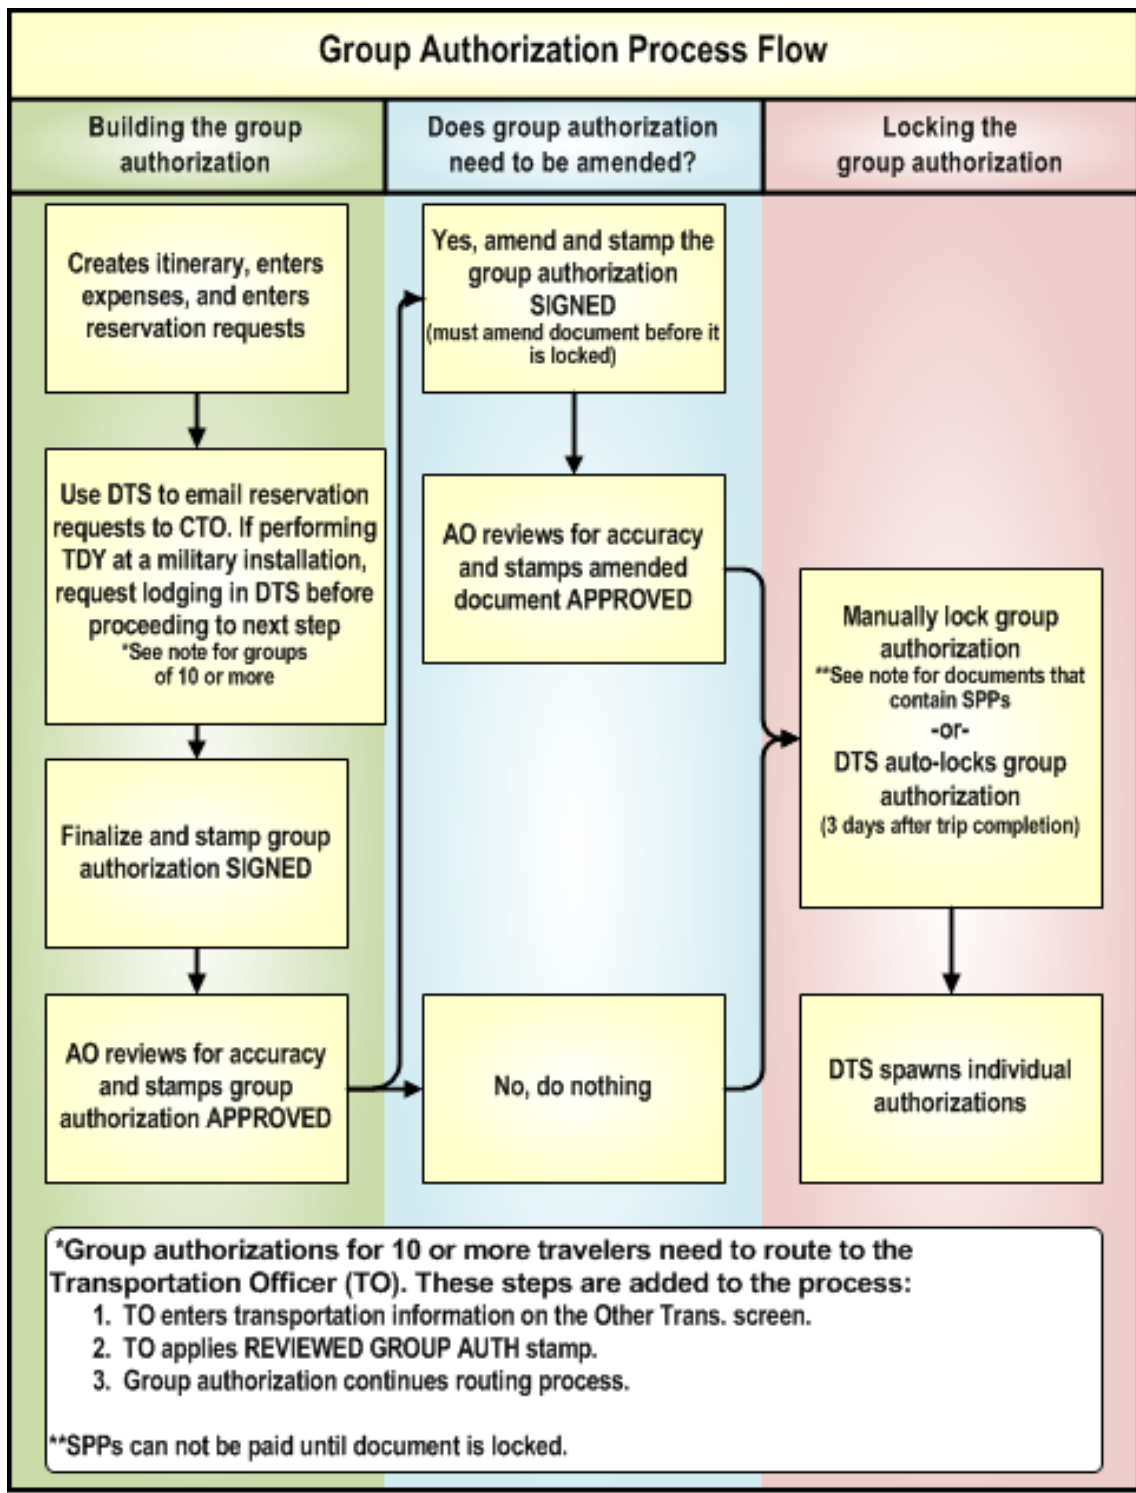 Group Authorization Process Flow
Building the group
authorization
Does group authorization
need to be amended?
Locking the
group authorization
Creates itinerary, enters
expenses, and enters
reservation requests
Use DTS to email reservation
requests to CTO. If performing
TDY at a military installation,
request lodging in DTS before
proceeding to next step
*See note for groups
of 10 or more
Finalize and stamp group
authorization SIGNED
AO reviews for accuracy
and stamps group
authorization APPROVED
Yes, amend and stamp the
group authorization
SIGNED
(must amend document before it
is locked)
AO reviews for accuracy
and stamps amended
document APPROVED
No, do nothing
Manually lock group
authorization
**See note for documents that
contain SPPs
-or-
DTS auto-locks group
authorization
(3 days after trip completion)
DTS spawns individual
authorizations
*Group authorizations for 10 or more travelers need to route to the
Transportation Officer (TO). These steps are added to the process:
1. TO enters transportation information on the Other Trans. screen.
2. TO applies REVIEWED GROUP AUTH stamp.
3. Group authorization continues routing process.
**SPPs can not be paid until document is locked.